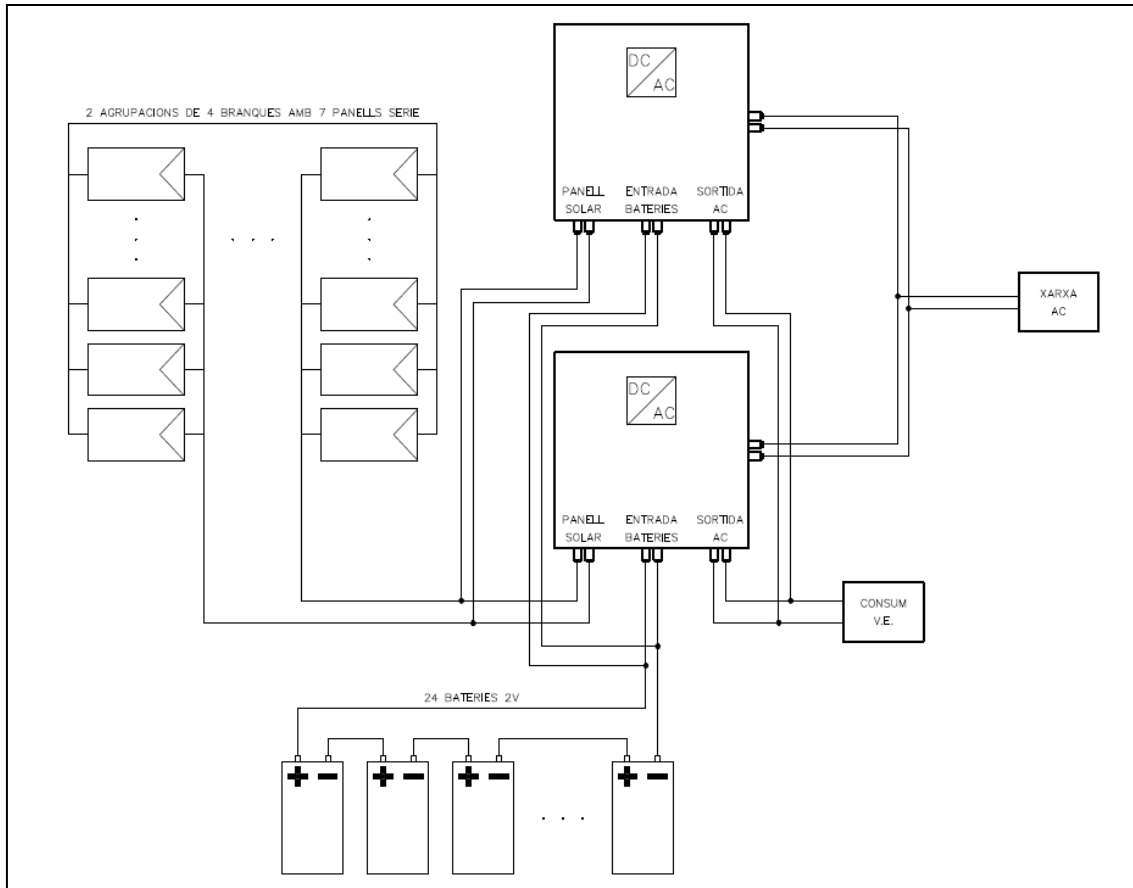 DC
AC
2 AGRUPACIONS DE 4 BRANQUES AMB 7 PANELLS SERIE
PANELL
SOLAR
ENTRADA
BATERIES
SORTIDA
AC
XARXA
AC
DC
AC
PANELL
SOLAR
ENTRADA
BATERIES
SORTIDA
AC
CONSUM
V.E.
24 BATERIES 2V